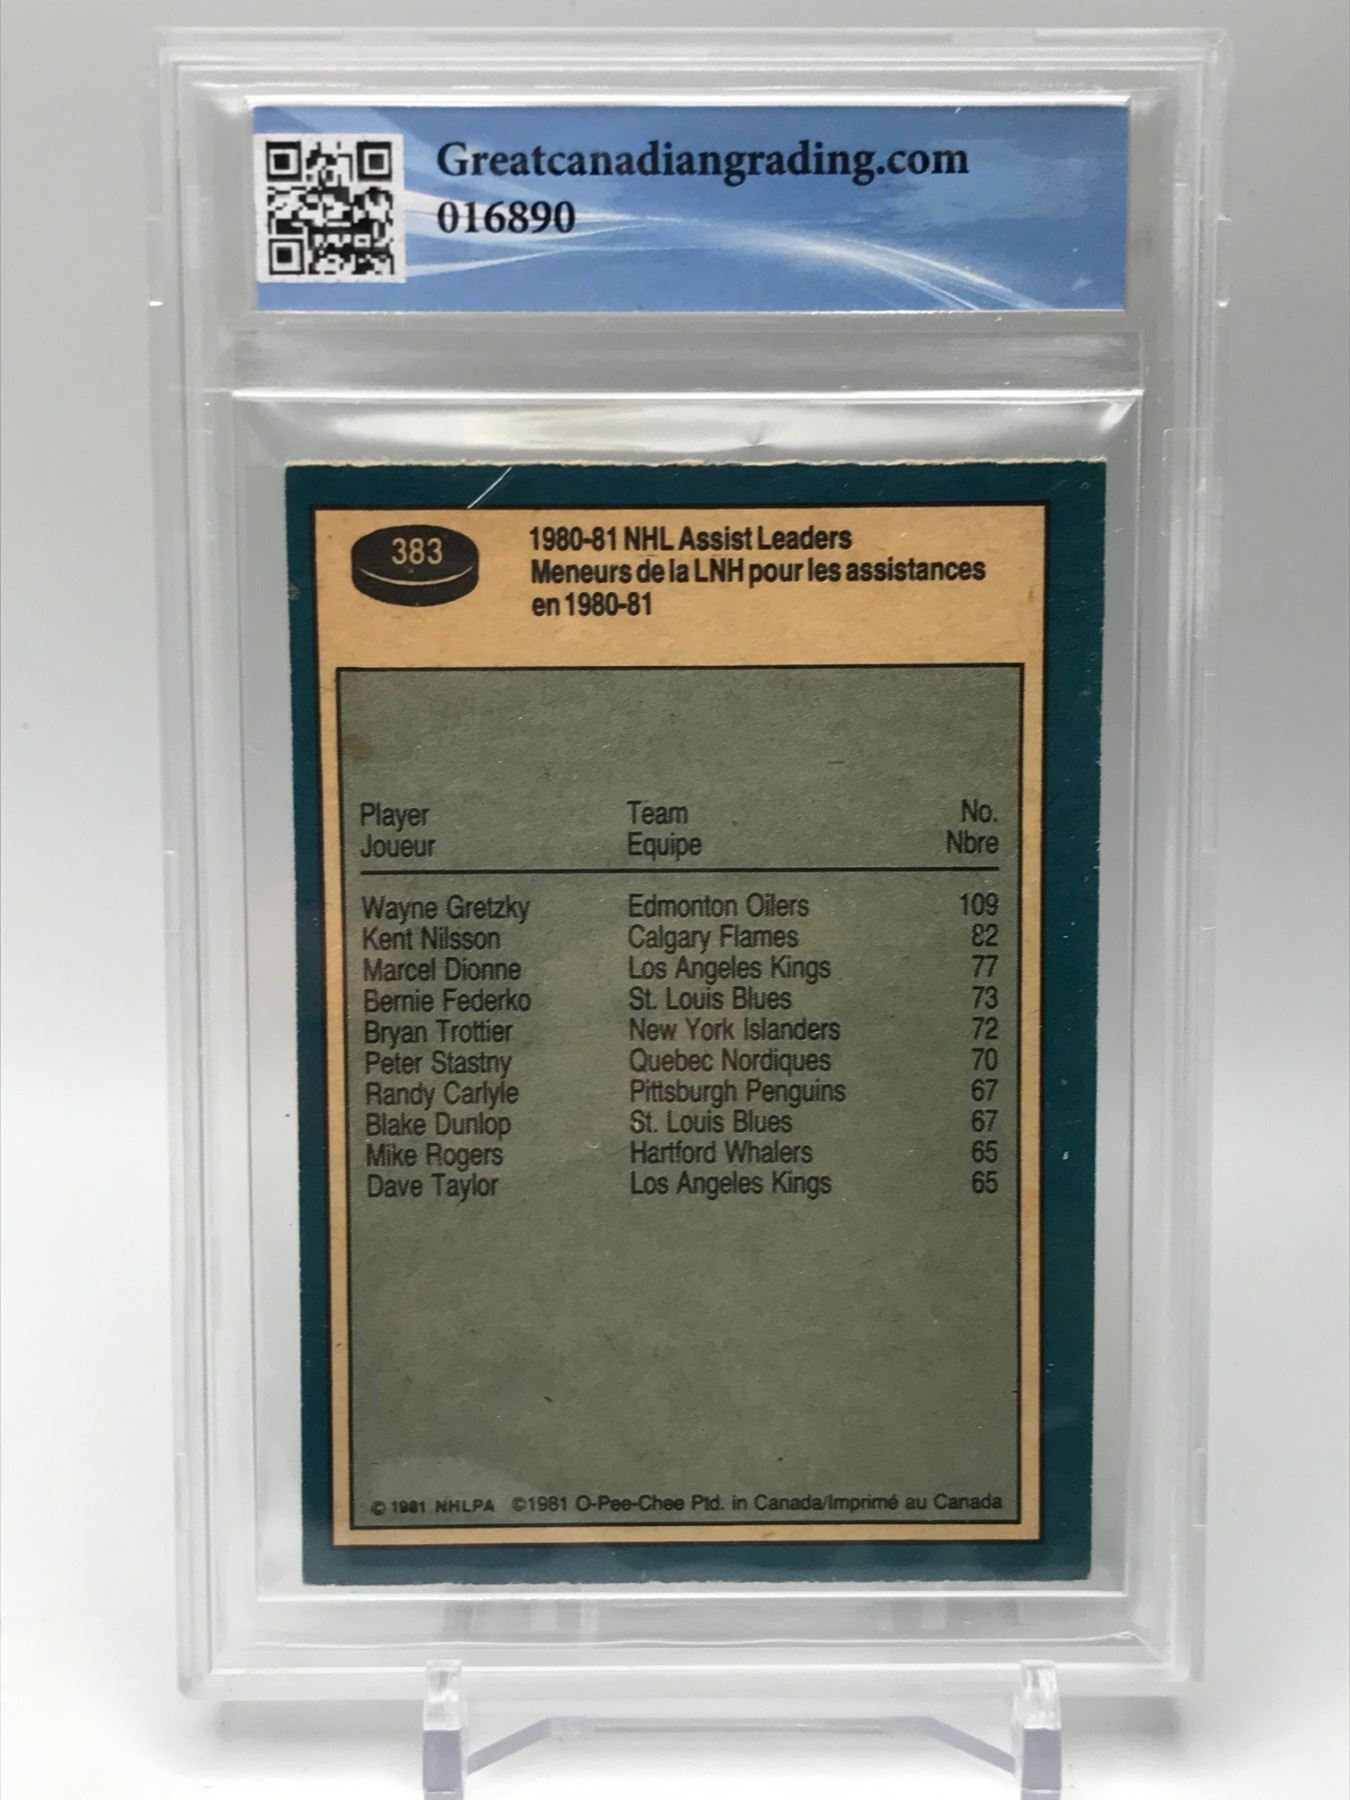 Greatcanadiangrading.com
016890
383
1980-81 NHL Assist Leaders
Meneurs de la LNH pour les assistances
en 1980-81
Player Team No.
Joueur Equipe Nbre
Wayne Gretzky Edmonton Oilers 109
Kent Nilsson Calgary Flames 82
Marcel Dionne Los Angeles Kings 77
Bernie Federko St. Louis Blues 73
Bryan Trottier New York Islanders 72
Peter Stastny Quebec Nordiques 70
Randy Carlyle Pittsburgh Penguins 67
Blake Dunlop St. Louis Blues 67
Mike Rogers Hartford Whalers 65
Dave Taylor Los Angeles Kings 65
© 1981 NHLPA ©1981 O-Pee-Chee Ptd. in Canada/Imprimé au Canada